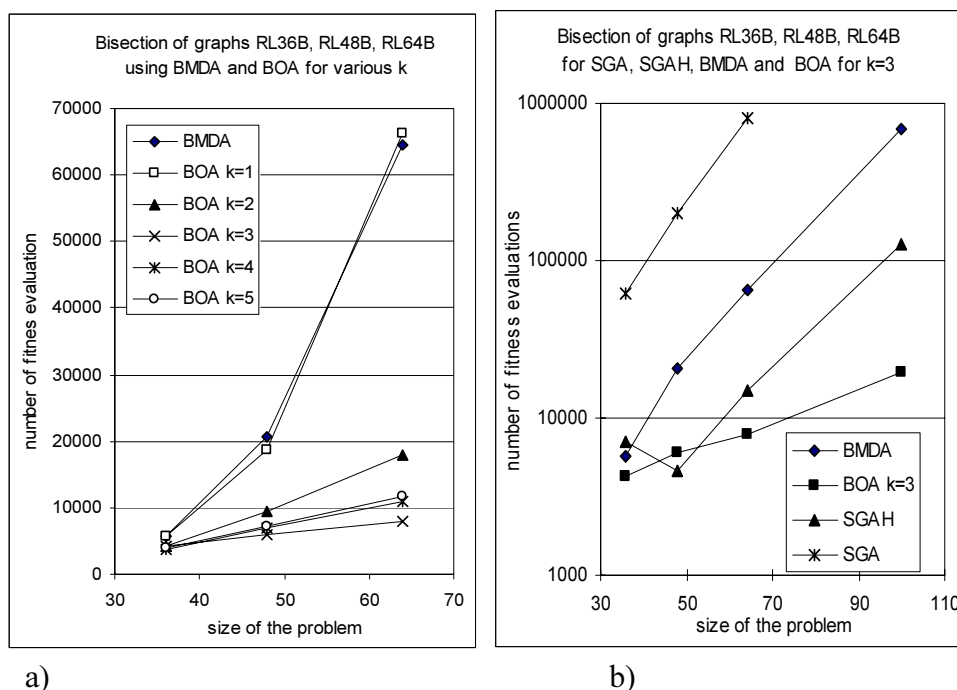 Bisection of graphs RL36B, RL48B, RL64B
using BMDA and BOA for various k
number of fitnes evaluation
70000
60000
50000
40000
30000
20000
10000
0
BMDA
BOA k=1
BOA k=2
BOA k=3
BOA k=4
BOA k=5
30 40 50 60 70
size of the problem
a)
Bisection of graphs RL36B, RL48B, RL64B
for SGA, SGAH, BMDA and BOA for k=3
number of fitness evaluations
1000000
100000
10000
1000
BMDA
BOA k=3
SGAH
SGA
30 50 70 90 110
size of the problem
b)